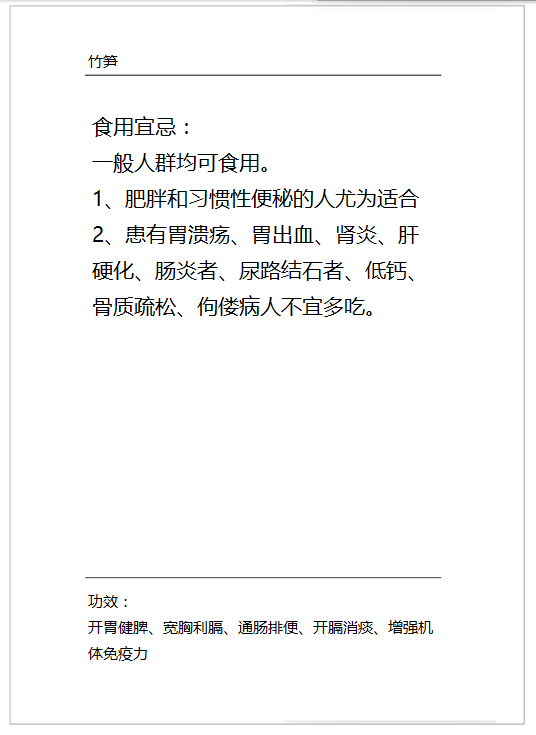 竹笋
食用宜忌：
一般人群均可食用。
1、肥胖和习惯性便秘的人尤为适合
2、患有胃溃疡、胃出血、肾炎、肝
硬化、肠炎者、尿路结石者、低钙、
骨质疏松、佝偻病人不宜多吃。
功效：
开胃健脾、宽胸利膈、通肠排便、开膈消痰、增强机
体免疫力